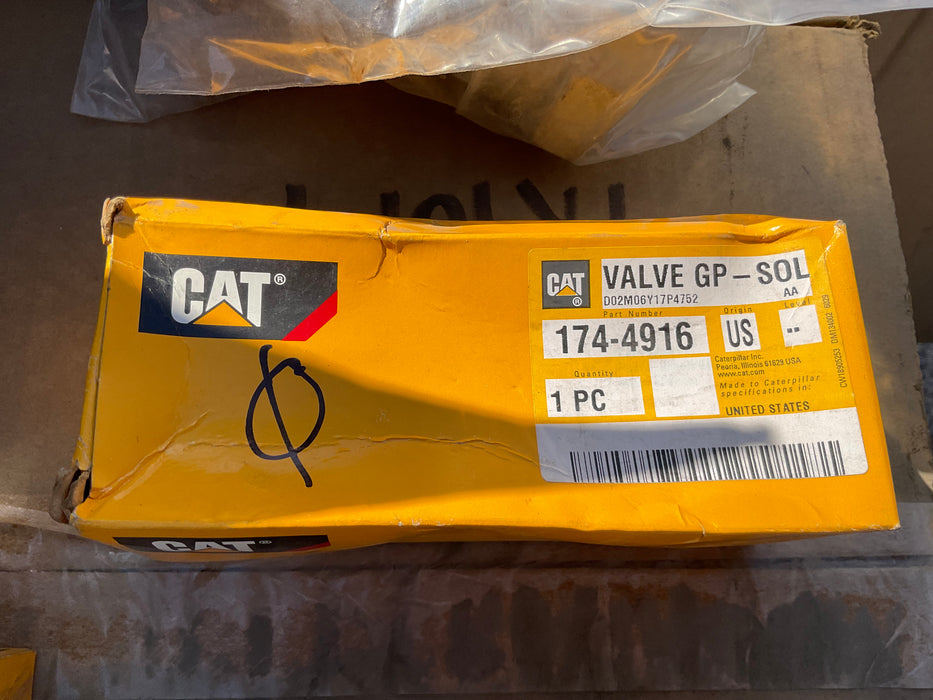 CAT®
CAT®
VALVE GP – SOL
D02M06Y17P4752
AA
Part Number
Origin
Level
174-4916
US
--
Caterpillar Inc.
Peoria, Illinois 61629 USA
www.cat.com
Quantity
1 PC
Made to Caterpillar
specifications in:
UNITED STATES
CAT®